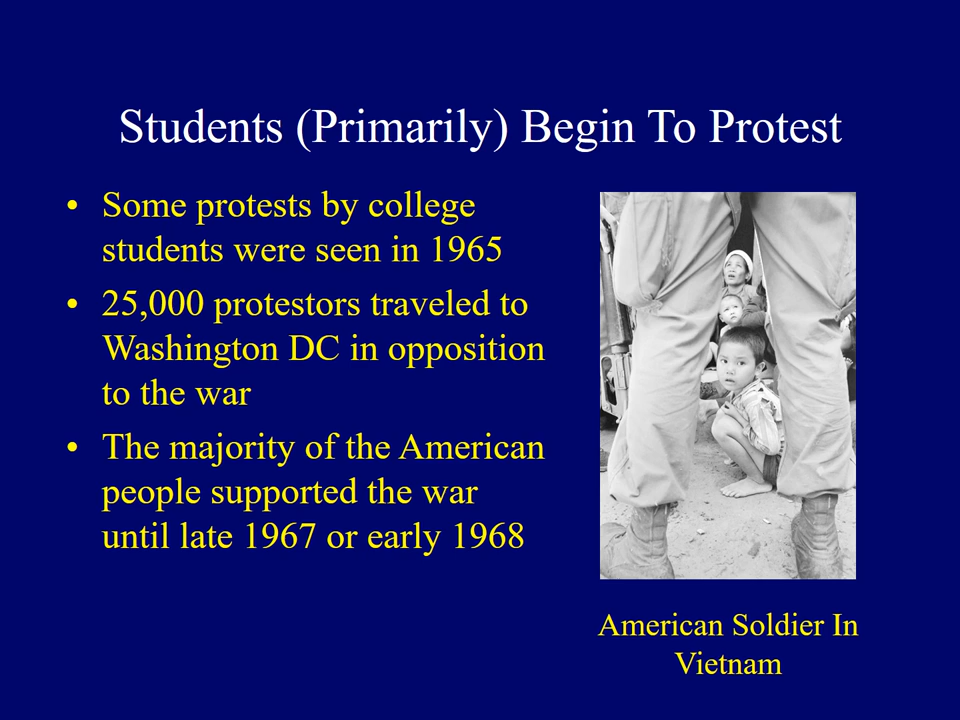 Students (Primarily) Begin To Protest
• Some protests by college
students were seen in 1965
• 25,000 protestors traveled to
Washington DC in opposition
to the war
• The majority of the American
people supported the war
until late 1967 or early 1968
American Soldier In
Vietnam